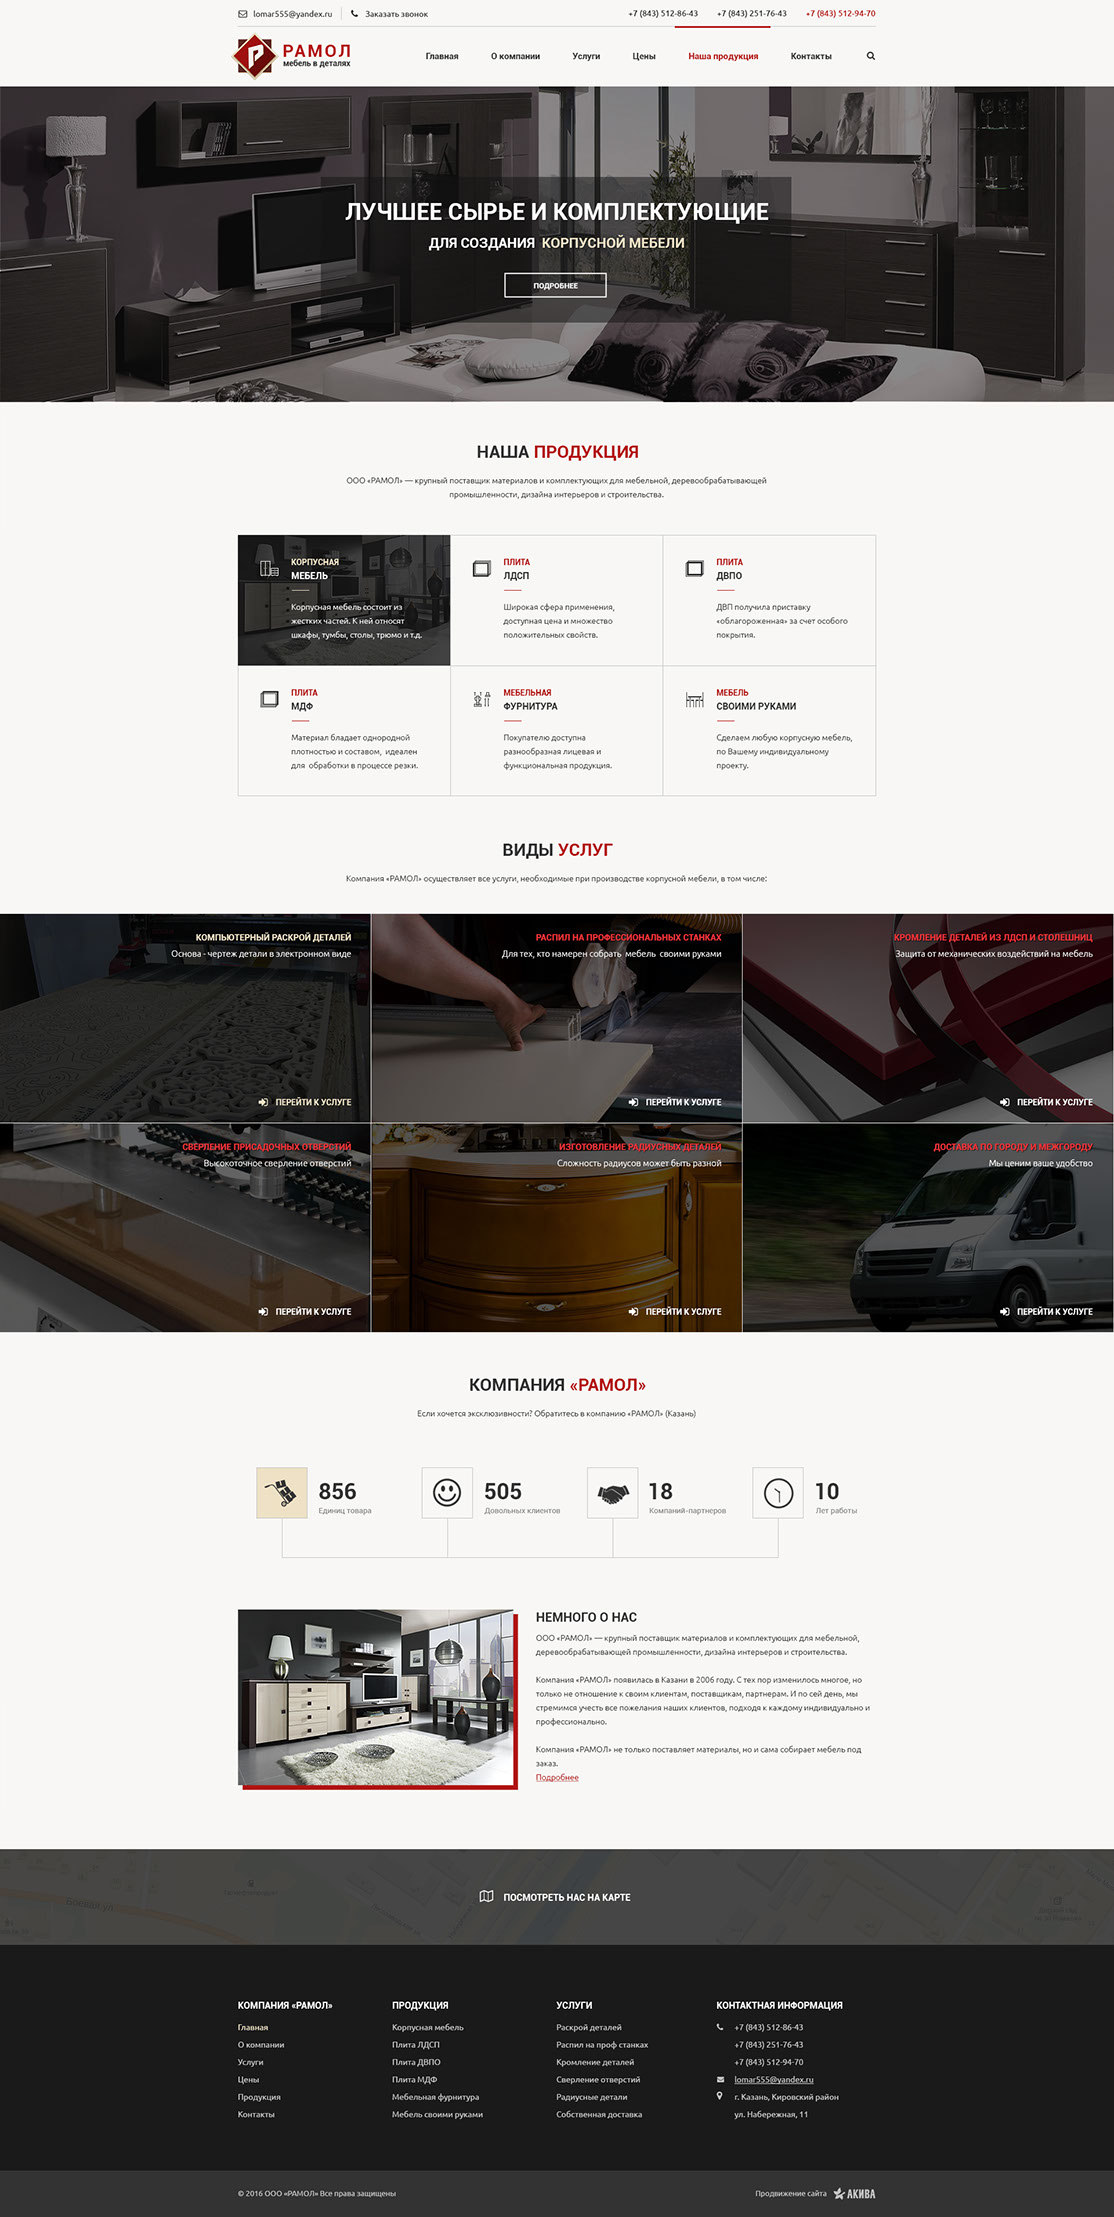 lomar555@yandex.ru Заказать звонок +7 (843) 512-86-43 +7 (843) 251-76-43 +7 (843) 512-94-70
РАМОЛ
мебель в деталях
Главная О компании Услуги Цены Наша продукция Контакты
ЛУЧШЕЕ СЫРЬЕ И КОМПЛЕКТУЮЩИЕ
ДЛЯ СОЗДАНИЯ КОРПУСНОЙ МЕБЕЛИ
ПОДРОБНЕЕ
НАША ПРОДУКЦИЯ
ООО «РАМОЛ» — крупный поставщик материалов и комплектующих для мебельной, деревообрабатывающей
промышленности, дизайна интерьеров и строительства.
КОРПУСНАЯ
МЕБЕЛЬ
Корпусная мебель состоит из
жестких частей. К ней относят
шкафы, тумбы, столы, трюмо и т.д.
ПЛИТА
ЛДСП
Широкая сфера применения,
доступная цена и множество
положительных свойств.
ПЛИТА
ДВПО
ДВП получила приставку
«облагороженная» за счет особого
покрытия.
ПЛИТА
МДФ
Материал бладает однородной
плотностью и составом, идеален
для обработки в процессе резки.
МЕБЕЛЬНАЯ
ФУРНИТУРА
Покупателю доступна
разнообразная лицевая и
функциональная продукция.
МЕБЕЛЬ
СВОИМИ РУКАМИ
Сделаем любую корпусную мебель,
по Вашему индивидуальному
проекту.
ВИДЫ УСЛУГ
Компания «РАМОЛ» осуществляет все услуги, необходимые при производстве корпусной мебели, в том числе:
КОМПЬЮТЕРНЫЙ РАСКРОЙ ДЕТАЛЕЙ
Основа - чертеж детали в электронном виде
ПЕРЕЙТИ К УСЛУГЕ
РАСПИЛ НА ПРОФЕССИОНАЛЬНЫХ СТАНКАХ
Для тех, кто намерен собрать мебель своими руками
ПЕРЕЙТИ К УСЛУГЕ
КРОМЛЕНИЕ ДЕТАЛЕЙ ИЗ ЛДСП И СТОЛЕШНИЦ
Защита от механических воздействий на мебель
ПЕРЕЙТИ К УСЛУГЕ
СВЕРЛЕНИЕ ПРИСАДОЧНЫХ ОТВЕРСТИЙ
Высокоточное сверление отверстий
ПЕРЕЙТИ К УСЛУГЕ
ИЗГОТОВЛЕНИЕ РАДИУСНЫХ ДЕТАЛЕЙ
Сложность радиусов может быть разной
ПЕРЕЙТИ К УСЛУГЕ
ДОСТАВКА ПО ГОРОДУ И МЕЖГОРОДУ
Мы ценим ваше удобство
ПЕРЕЙТИ К УСЛУГЕ
КОМПАНИЯ «РАМОЛ»
Если хочется эксклюзивности? Обратитесь в компанию «РАМОЛ» (Казань)
856
Единиц товара
505
Довольных клиентов
18
Компаний-партнеров
10
Лет работы
НЕМНОГО О НАС
ООО «РАМОЛ» — крупный поставщик материалов и комплектующих для мебельной,
деревообрабатывающей промышленности, дизайна интерьеров и строительства.
Компания «РАМОЛ» появилась в Казани в 2006 году. С тех пор изменилось многое, но
только не отношение к своим клиентам, поставщикам, партнерам. И по сей день, мы
стремимся учесть все пожелания наших клиентов, подходя к каждому индивидуально и
профессионально.
Компания «РАМОЛ» не только поставляет материалы, но и сама собирает мебель под
заказ.
Подробнее
Боевая ул.
ПОСМОТРЕТЬ НАС НА КАРТЕ
КОМПАНИЯ «РАМОЛ»
Главная
О компании
Услуги
Цены
Продукция
Контакты
ПРОДУКЦИЯ
Корпусная мебель
Плита ЛДСП
Плита ДВПО
Плита МДФ
Мебельная фурнитура
Мебель своими руками
УСЛУГИ
Раскрой деталей
Распил на проф станках
Кромление деталей
Сверление отверстий
Радиусные детали
Собственная доставка
КОНТАКТНАЯ ИНФОРМАЦИЯ
+7 (843) 512-86-43
+7 (843) 251-76-43
+7 (843) 512-94-70
lomar555@yandex.ru
г. Казань, Кировский район
ул. Набережная, 11
© 2016 ООО «РАМОЛ» Все права защищены
Продвижение сайта АКИВА